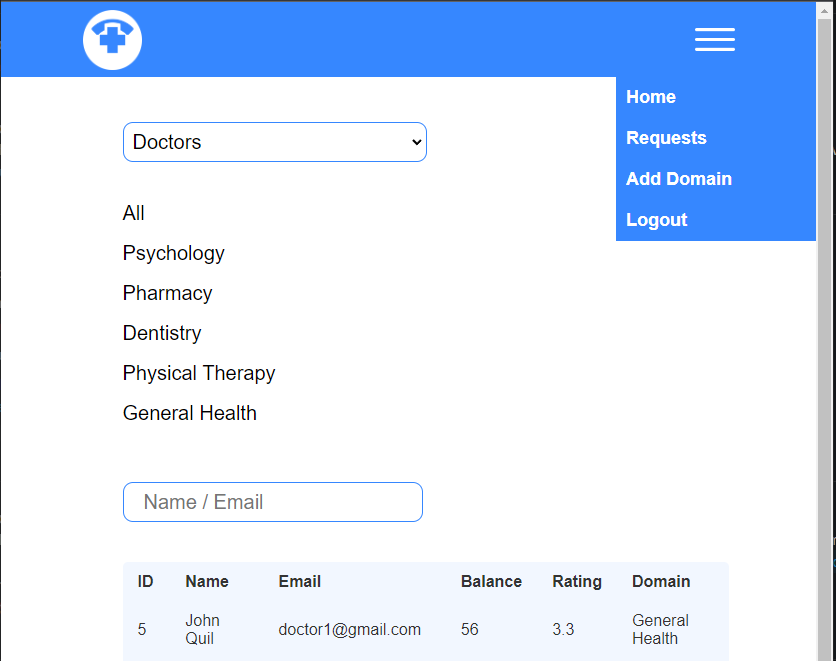 Home
Requests
Add Domain
Logout
Doctors
All
Psychology
Pharmacy
Dentistry
Physical Therapy
General Health
Name / Email
ID Name Email Balance Rating Domain
5 John Quil doctor1@gmail.com 56 3.3 General Health